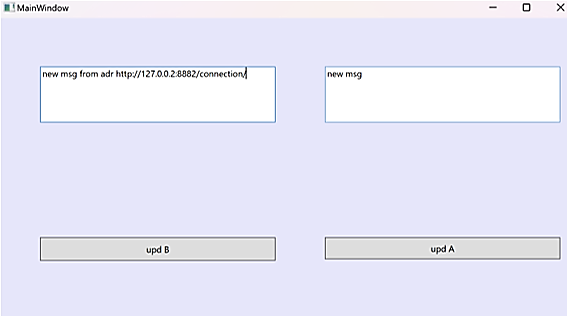 MainWindow
new msg from adr http://127.0.0.2:8882/connection/
new msg
upd B
upd A